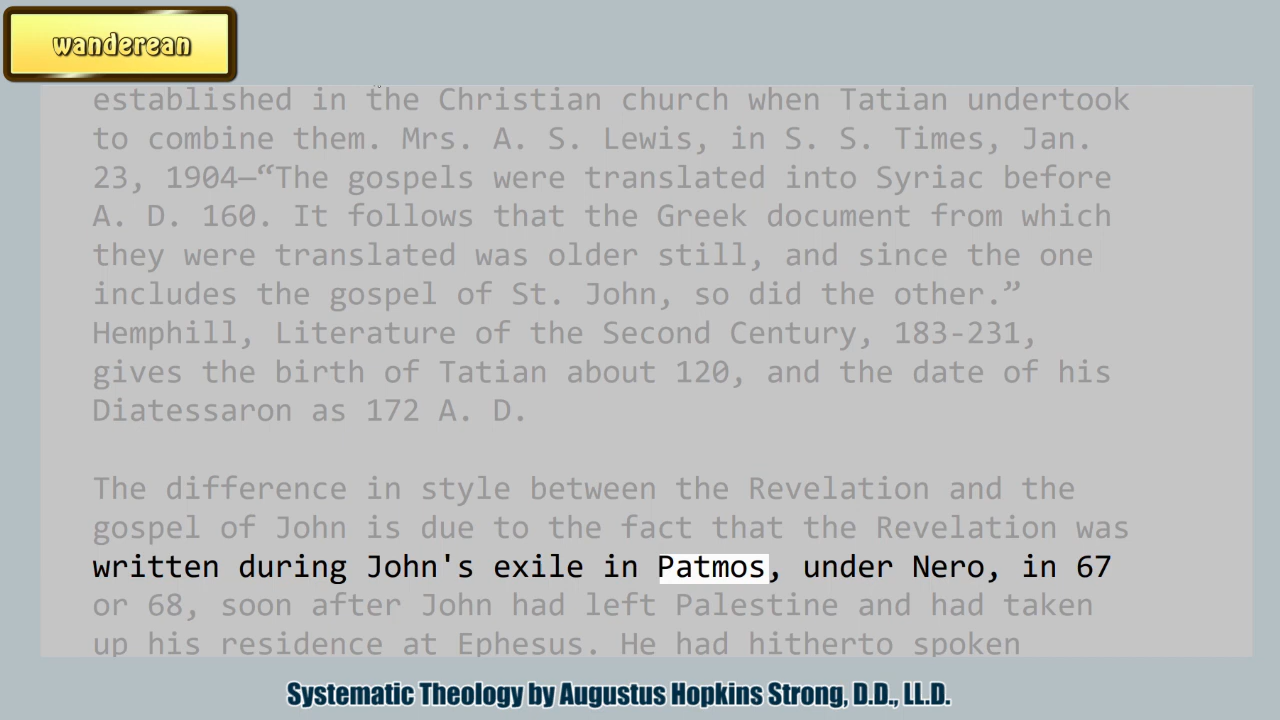 wanderean
established in the Christian church when Tatian undertook
to combine them. Mrs. A. S. Lewis, in S. S. Times, Jan.
23, 1904—“The gospels were translated into Syriac before
A. D. 160. It follows that the Greek document from which
they were translated was older still, and since the one
includes the gospel of St. John, so did the other.”
Hemphill, Literature of the Second Century, 183-231,
gives the birth of Tatian about 120, and the date of his
Diatessaron as 172 A. D.
The difference in style between the Revelation and the
gospel of John is due to the fact that the Revelation was
written during John's exile in Patmos, under Nero, in 67
or 68, soon after John had left Palestine and had taken
up his residence at Ephesus. He had hitherto spoken
Systematic Theology by Augustus Hopkins Strong, D.D., LL.D.